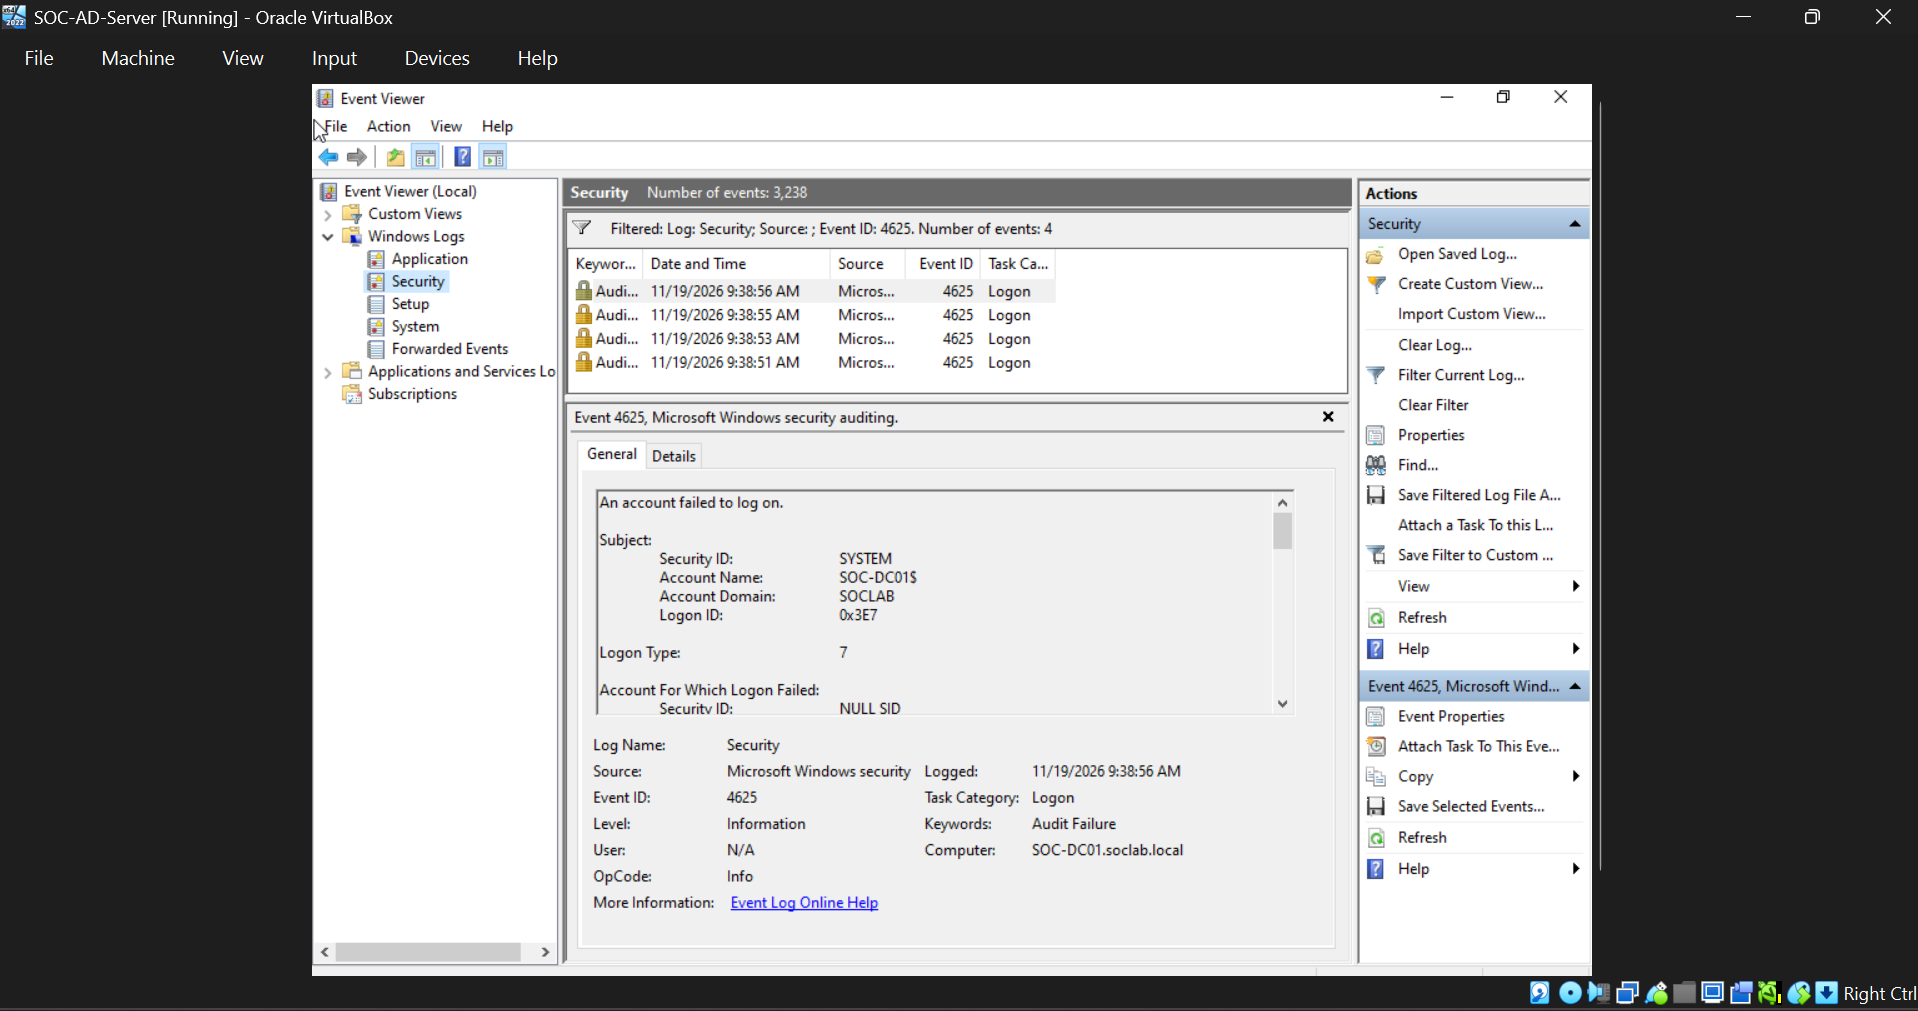 SOC-AD-Server [Running] - Oracle VirtualBox
File Machine View Input Devices Help
Event Viewer
File Action View Help
Event Viewer (Local)
Custom Views
Windows Logs
Application
Security
Setup
System
Forwarded Events
Applications and Services Lo
Subscriptions
Security Number of events: 3,238
Filtered: Log: Security; Source: ; Event ID: 4625. Number of events: 4
Keywor... Date and Time Source Event ID Task Ca...
Audi... 11/19/2026 9:38:56 AM Micros... 4625 Logon
Audi... 11/19/2026 9:38:55 AM Micros... 4625 Logon
Audi... 11/19/2026 9:38:53 AM Micros... 4625 Logon
Audi... 11/19/2026 9:38:51 AM Micros... 4625 Logon
Event 4625, Microsoft Windows security auditing.
General Details
An account failed to log on.
Subject:
Security ID: SYSTEM
Account Name: SOC-DC01$
Account Domain: SOCLAB
Logon ID: 0x3E7
Logon Type: 7
Account For Which Logon Failed:
Security ID: NULL SID
Log Name: Security
Source: Microsoft Windows security Logged: 11/19/2026 9:38:56 AM
Event ID: 4625 Task Category: Logon
Level: Information Keywords: Audit Failure
User: N/A Computer: SOC-DC01.soclab.local
OpCode: Info
More Information: Event Log Online Help
Actions
Security
Open Saved Log...
Create Custom View...
Import Custom View...
Clear Log...
Filter Current Log...
Clear Filter
Properties
Find...
Save Filtered Log File A...
Attach a Task To this L...
Save Filter to Custom ...
View
Refresh
Help
Event 4625, Microsoft Wind...
Event Properties
Attach Task To This Eve...
Copy
Save Selected Events...
Refresh
Help
Right Ctrl